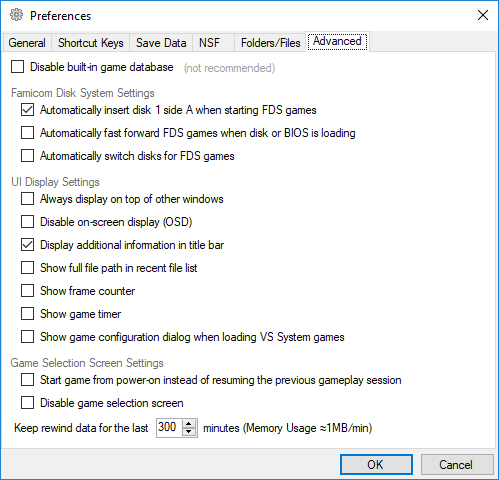 Preferences
General Shortcut Keys Save Data NSF Folders/Files Advanced
Disable built-in game database (not recommended)
Famicom Disk System Settings
Automatically insert disk 1 side A when starting FDS games
Automatically fast forward FDS games when disk or BIOS is loading
Automatically switch disks for FDS games
UI Display Settings
Always display on top of other windows
Disable on-screen display (OSD)
Display additional information in title bar
Show full file path in recent file list
Show frame counter
Show game timer
Show game configuration dialog when loading VS System games
Game Selection Screen Settings
Start game from power-on instead of resuming the previous gameplay session
Disable game selection screen
Keep rewind data for the last 300 minutes (Memory Usage ≈1MB/min)
OK Cancel